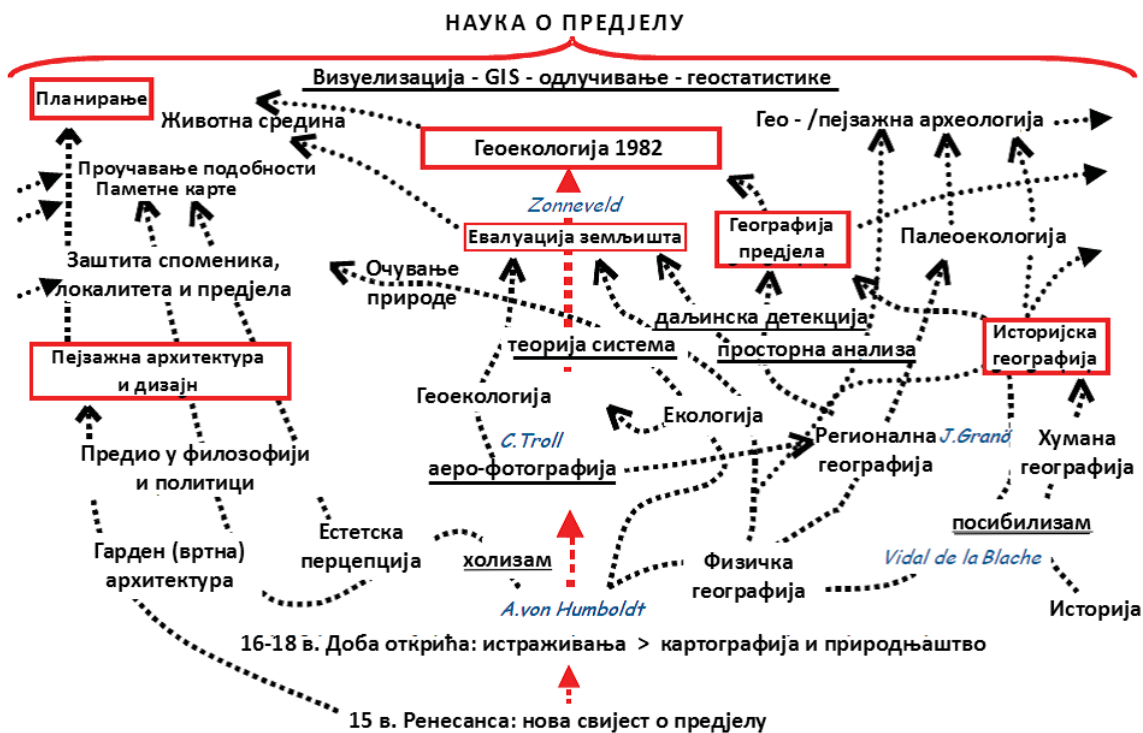 НАУКА О ПРЕДЈЕЛУ
Визуелизација - GIS - одлучивање - геостатистике
Планирање
Животна средина
Гео - /пејзажна археологија
Геоекологија 1982
Проучавање подобности
Паметне карте
Zonneveld
Евалуација земљишта
Географија
предјела
Палеоекологија
Заштита споменика,
локалитета и предјела
Очување
природе
даљинска детекција
теорија система
просторна анализа
Историјска
географија
Пејзажна архитектура
и дизајн
Геоекологија
Екологија
C.Troll
аеро-фотографија
Регионална
географија
J.Granö
Хумана
географија
Предио у филозофији
и политици
посибилизам
Естетска
перцепција
Гарден (вртна)
архитектура
холизам
Физичка
географија
Vidal de la Blache
A.von Humboldt
Историја
16-18 в. Доба открића: истраживања > картографија и природњаштво
15 в. Ренесанса: нова свијест о предјелу